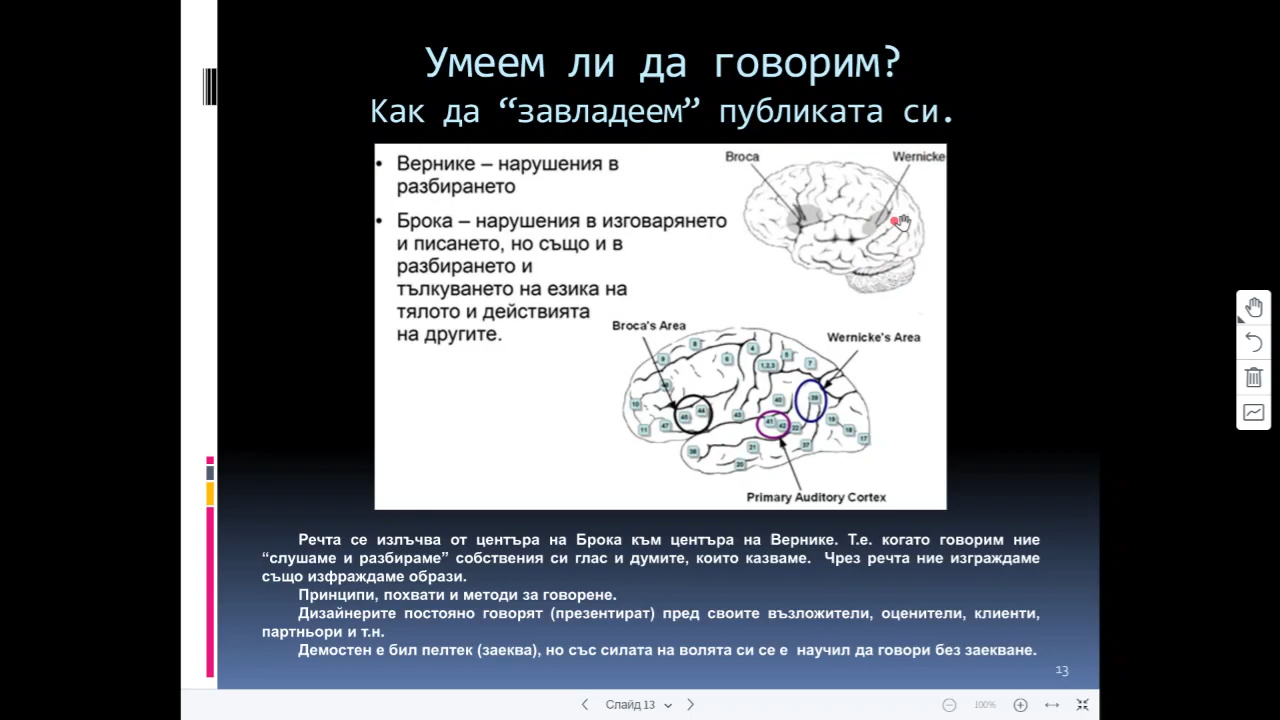 Умеем ли да говорим?
Как да “завладеем” публиката си.
• Вернике – нарушения в
разбирането
• Брока – нарушения в изговарянето
и писането, но също и в
разбирането и
тълкуването на езика на
тялото и действията
на другите.
Broca
Wernicke
Broca's Area
Wernicke's Area
Primary Auditory Cortex
Речта се излъчва от центъра на Брока към центъра на Вернике. Т.е. когато говорим ние
“слушаме и разбираме” собствения си глас и думите, които казваме. Чрез речта ние изграждаме
също изфраждаме образи.
Принципи, похвати и методи за говорене.
Дизайнерите постояно говорят (презентират) пред своите възложители, оценители, клиенти,
партньори и т.н.
Демостен е бил пелтек (заеква), но със силата на волята си се е научил да говори без заекване.
13
Слайд 13
100%